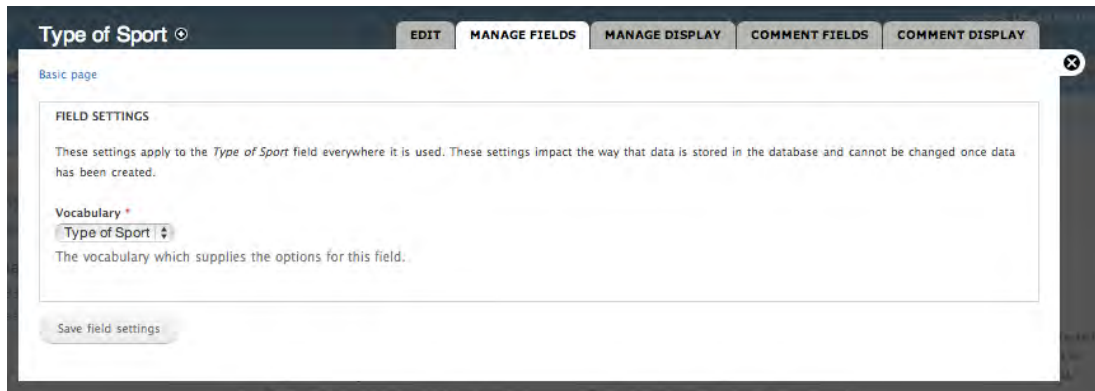 Type of Sport
EDIT
MANAGE FIELDS
MANAGE DISPLAY
COMMENT FIELDS
COMMENT DISPLAY
Basic page
FIELD SETTINGS
These settings apply to the Type of Sport field everywhere it is used. These settings impact the way that data is stored in the database and cannot be changed once data
has been created.
Vocabulary *
Type of Sport
The vocabulary which supplies the options for this field.
Save field settings